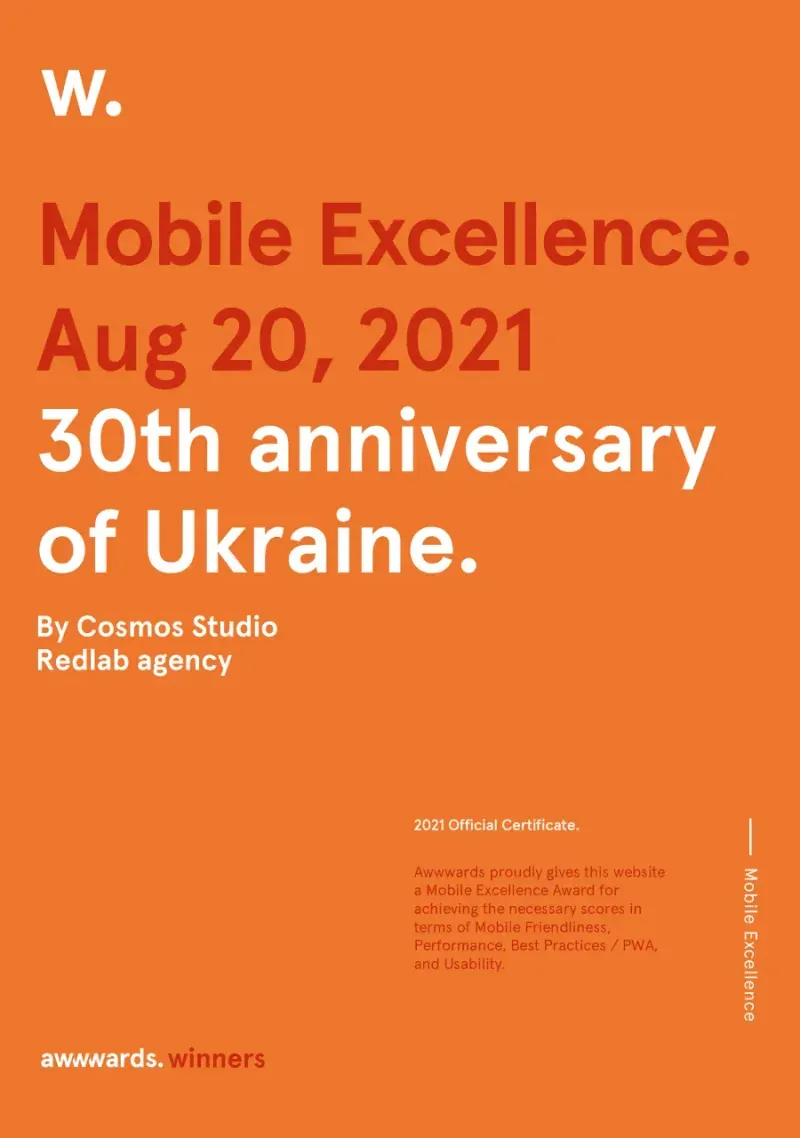 w.
Mobile Excellence.
Aug 20, 2021
30th anniversary
of Ukraine.
By Cosmos Studio
Redlab agency
2021 Official Certificate.
Awwwards proudly gives this website
a Mobile Excellence Award for
achieving the necessary scores in
terms of Mobile Friendliness,
Performance, Best Practices / PWA,
and Usability.
Mobile Excellence
awwwards. winners